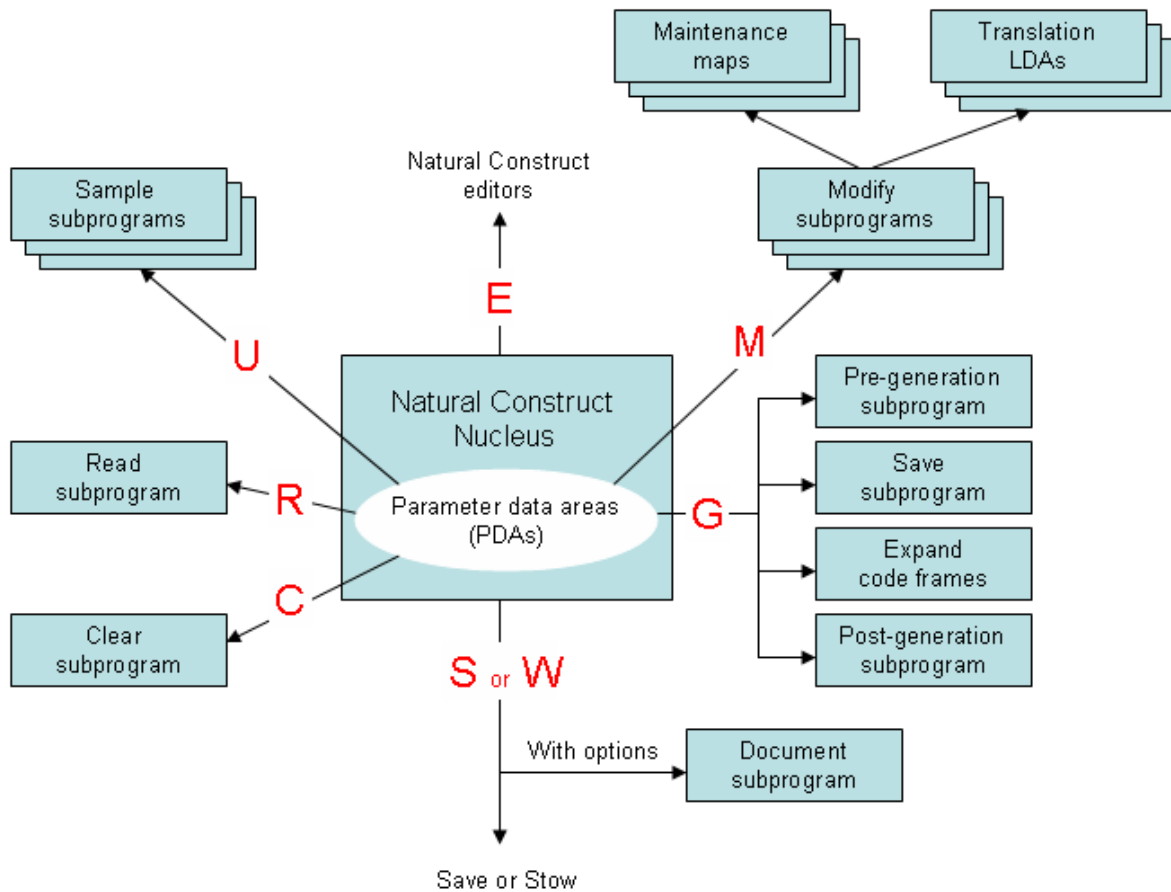 Maintenance
maps
Translation
LDAs
Natural Construct
editors
Sample
subprograms
Modify
subprograms
E
U
M
Natural Construct
Nucleus
Pre-generation
subprogram
Read
subprogram
R
Parameter data areas
(PDAs)
G
Save
subprogram
Expand
code frames
C
Clear
subprogram
Post-generation
subprogram
S or W
With options
Document
subprogram
Save or Stow